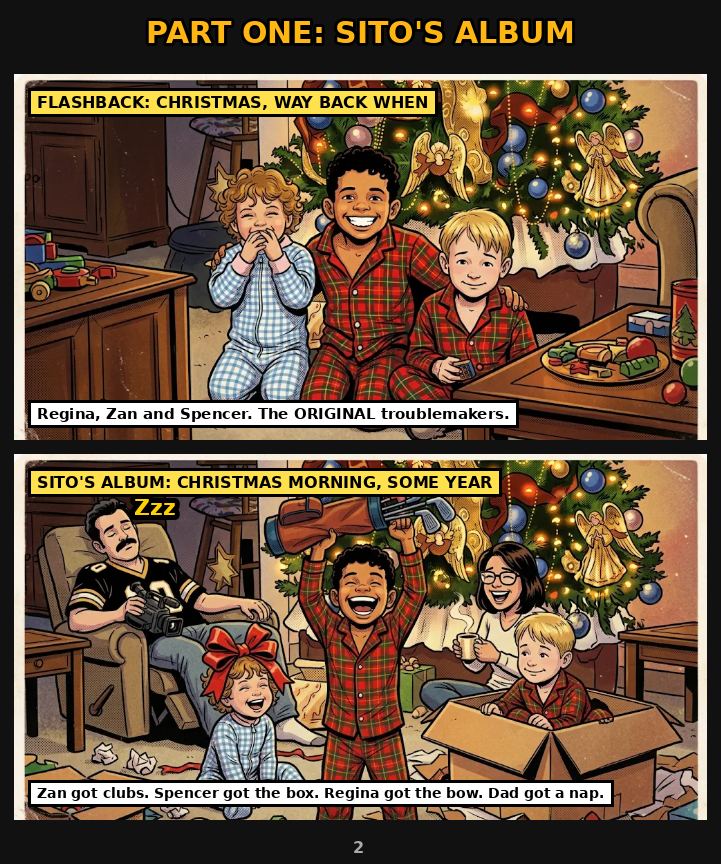 PART ONE: SITO'S ALBUM
FLASHBACK: CHRISTMAS, WAY BACK WHEN
Regina, Zan and Spencer. The ORIGINAL troublemakers.
SITO'S ALBUM: CHRISTMAS MORNING, SOME YEAR
Zzz
Zan got clubs. Spencer got the box. Regina got the bow. Dad got a nap.
2